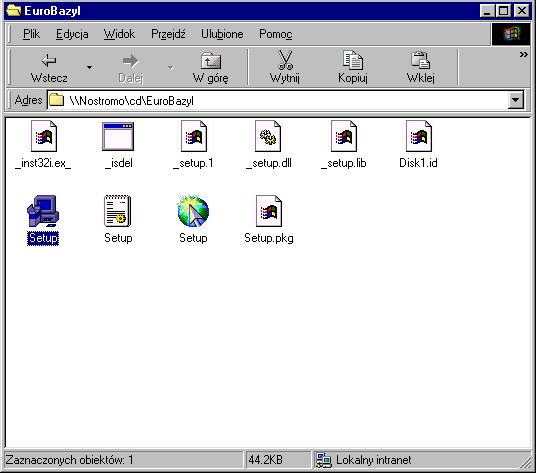 EuroBazyl
Plik Edycja Widok Przejdź Ulubione Pomoc
Wstecz Dalej W górę Wytnij Kopiuj Wklej »
Adres \\Nostromo\cd\EuroBazyl
_inst32i.ex_ _isdel _setup.1 _setup.dll _setup.lib Disk1.id
Setup Setup Setup Setup.pkg
Zaznaczonych obiektów: 1 44.2KB Lokalny intranet